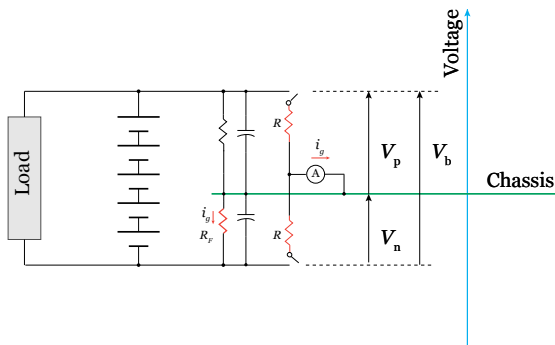 Voltage
Load
R
i_g
A
V_p
V_b
Chassis
i_g
R_F
R
V_n